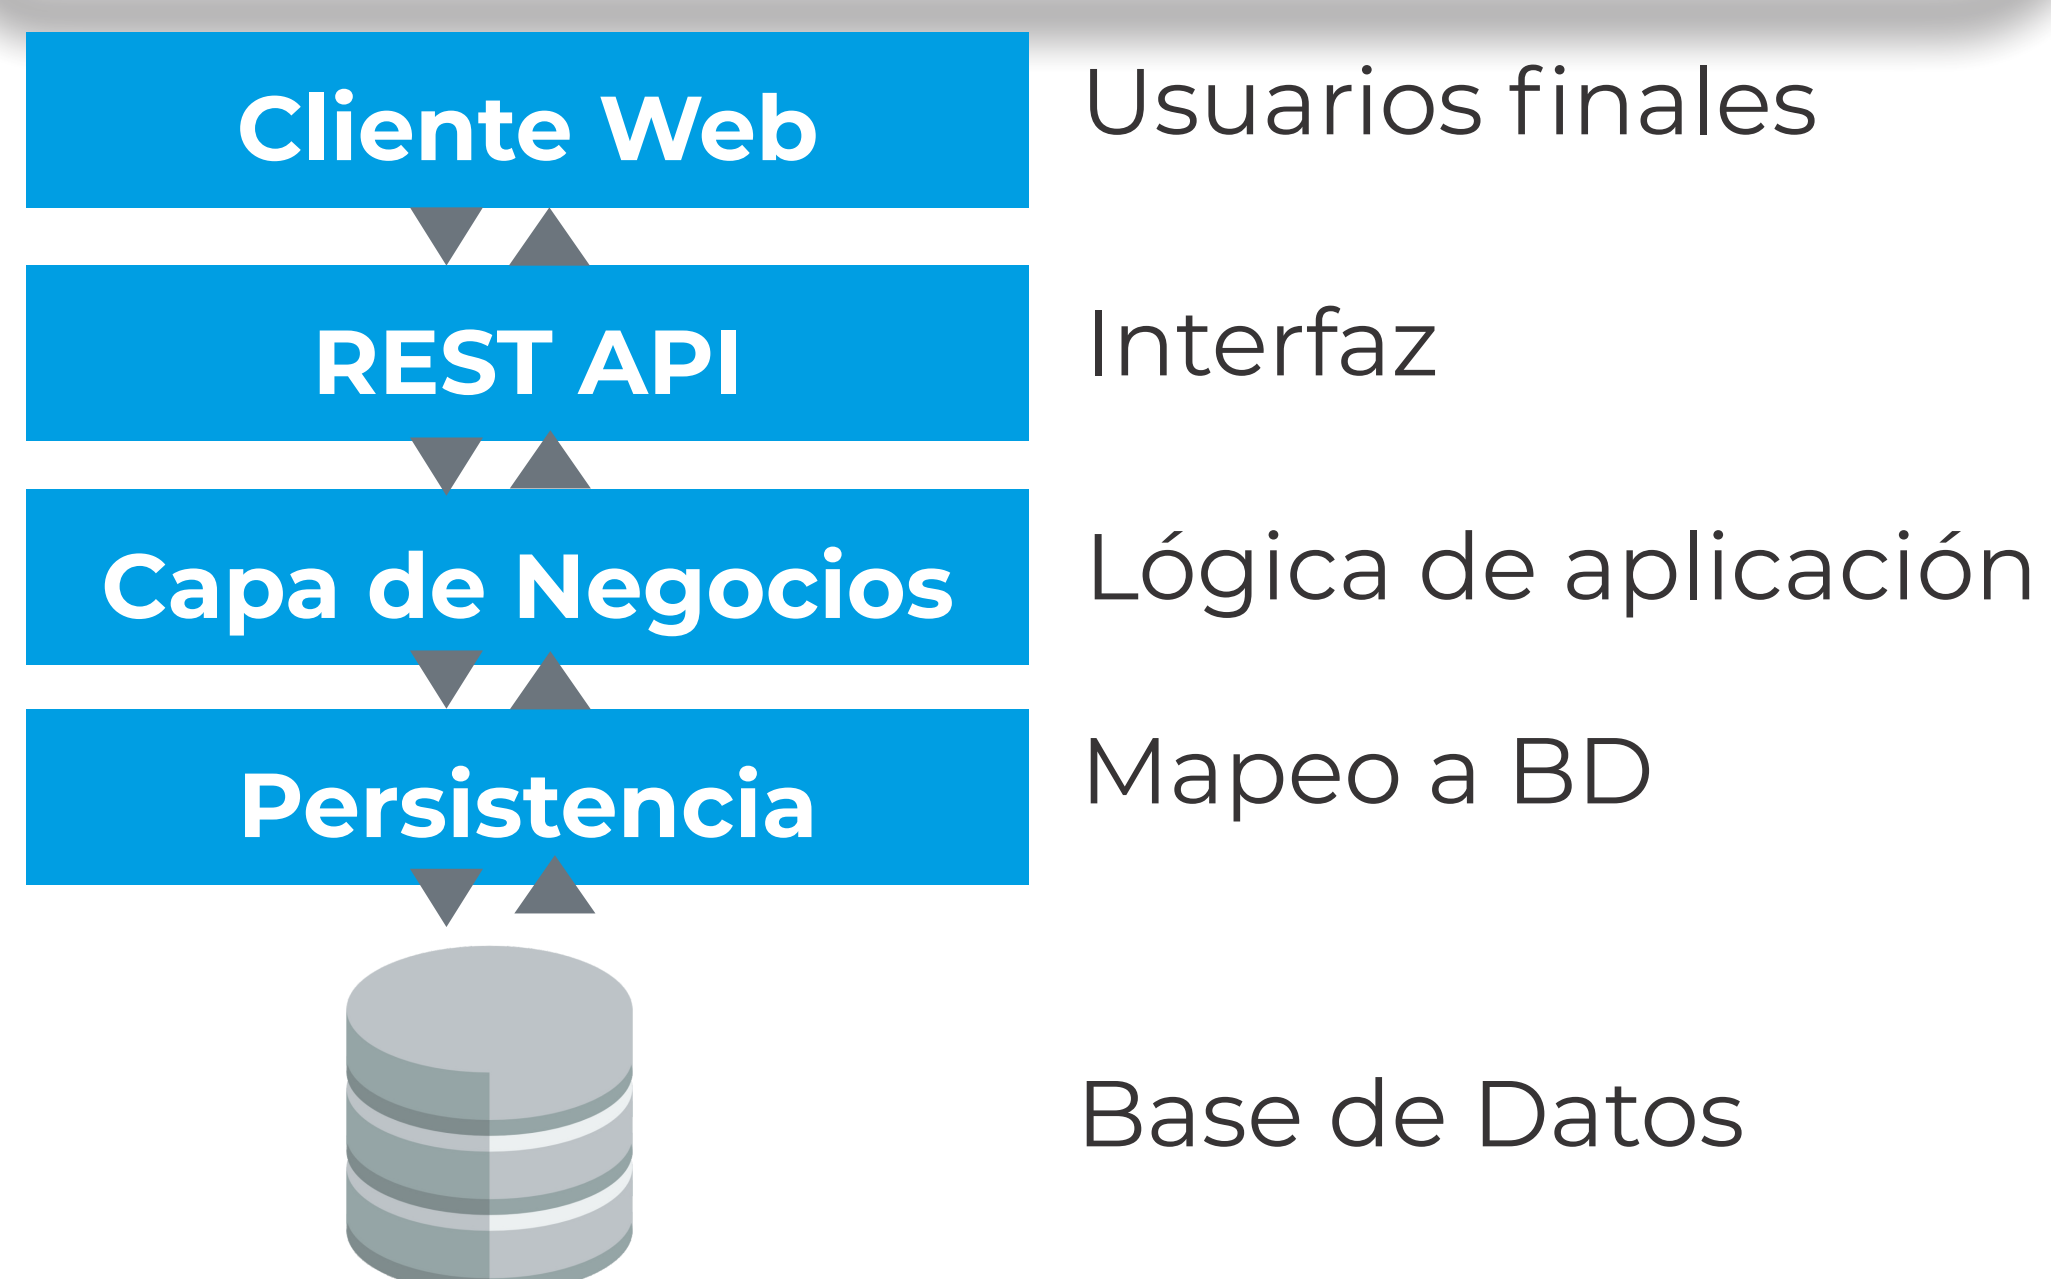 Cliente Web
Usuarios finales
REST API
Interfaz
Capa de Negocios
Lógica de aplicación
Persistencia
Mapeo a BD
Base de Datos